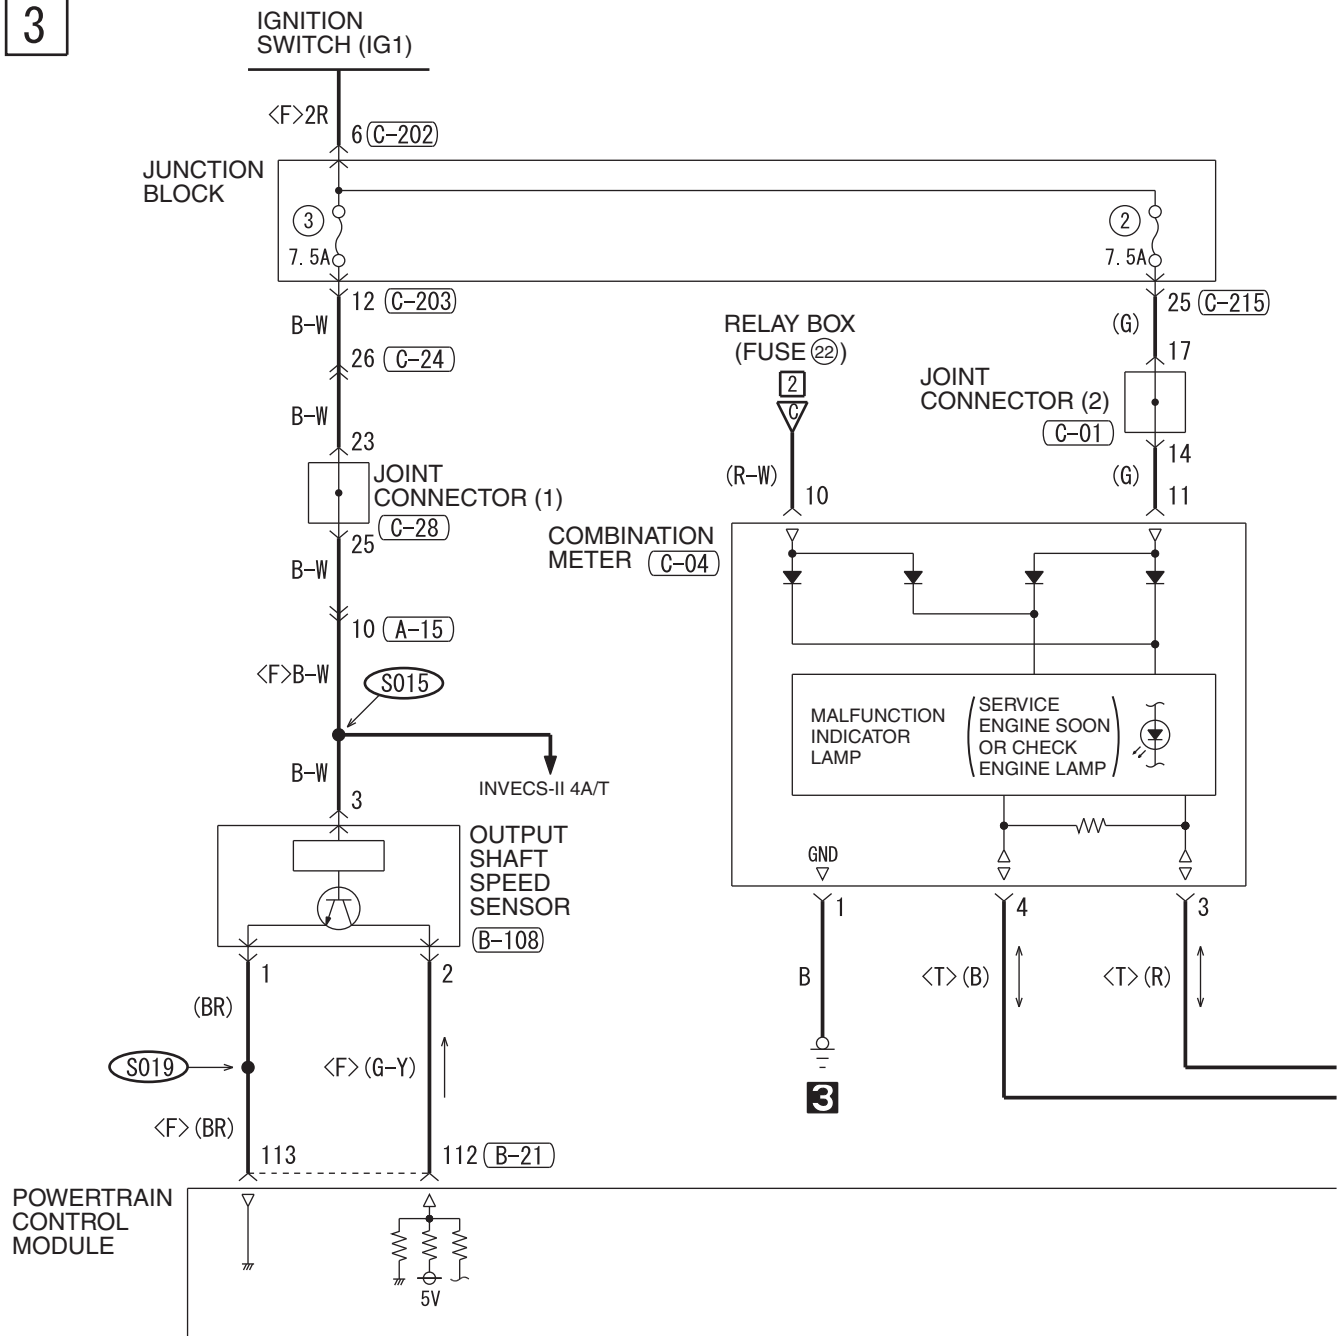 3
IGNITION
SWITCH (IG1)
<F>2R
6 C-202
JUNCTION
BLOCK
3
7.5A
2
7.5A
12 C-203
B-W
26 C-24
B-W
23
JOINT
CONNECTOR (1)
C-28
25
B-W
10 A-15
<F>B-W
S015
B-W
INVECS-II 4A/T
3
OUTPUT
SHAFT
SPEED
SENSOR
B-108
1
2
(BR)
S019
<F>(G-Y)
<F>(BR)
113
112 B-21
POWERTRAIN
CONTROL
MODULE
5V
RELAY BOX
(FUSE 22)
2
C
(R-W)
10
25 C-215
(G)
17
JOINT
CONNECTOR (2)
C-01
14
(G)
11
COMBINATION
METER C-04
MALFUNCTION
INDICATOR
LAMP
(SERVICE
ENGINE SOON
OR CHECK
ENGINE LAMP)
GND
1
4
3
B
<T>(B)
<T>(R)
3